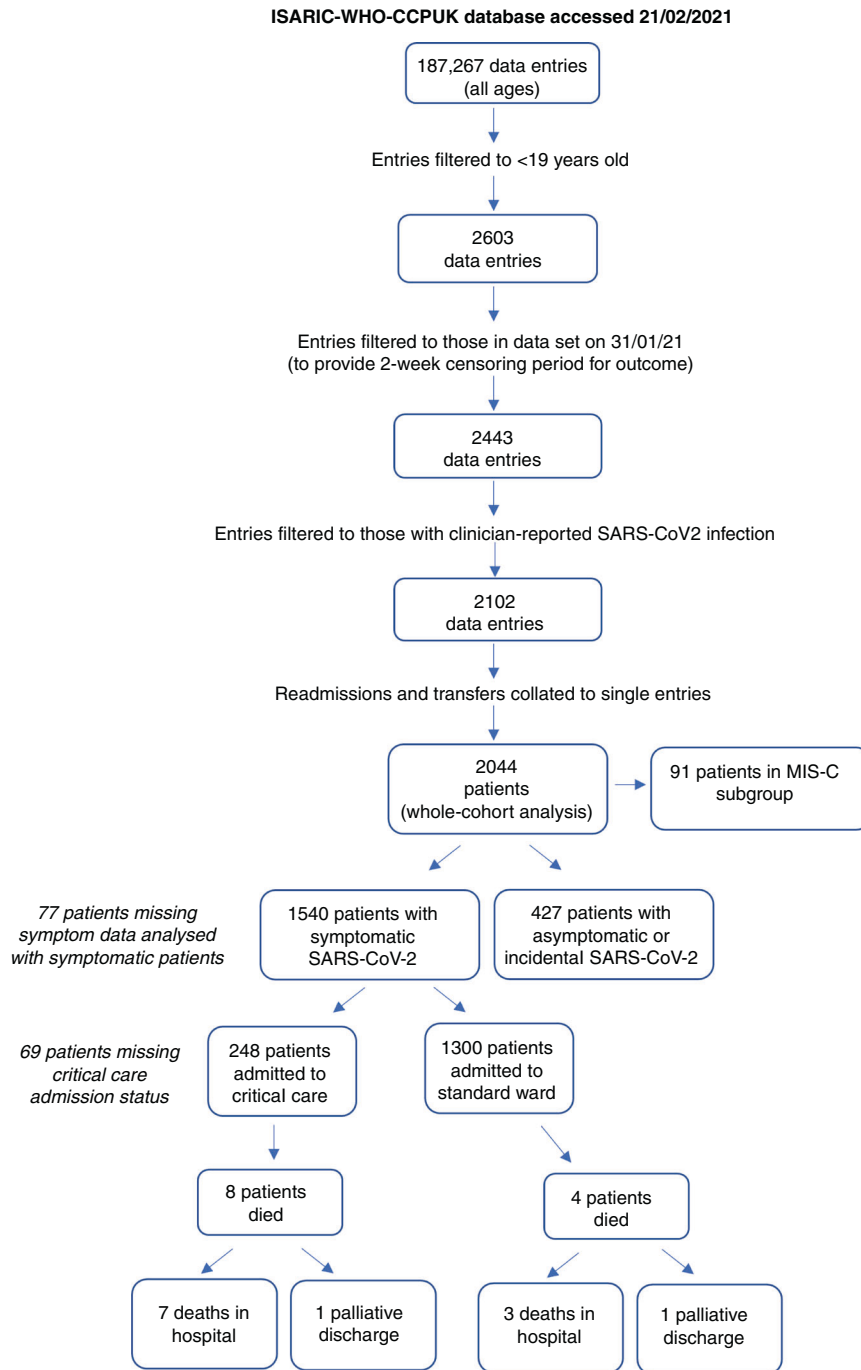 ISARIC-WHO-CCPUK database accessed 21/02/2021
187,267 data entries
(all ages)
Entries filtered to <19 years old
2603
data entries
Entries filtered to those in data set on 31/01/21
(to provide 2-week censoring period for outcome)
2443
data entries
Entries filtered to those with clinician-reported SARS-CoV2 infection
2102
data entries
Readmissions and transfers collated to single entries
2044
patients
(whole-cohort analysis)
91 patients in MIS-C
subgroup
77 patients missing
symptom data analysed
with symptomatic patients
1540 patients with
symptomatic
SARS-CoV-2
427 patients with
asymptomatic or
incidental SARS-CoV-2
69 patients missing
critical care
admission status
248 patients
admitted to
critical care
1300 patients
admitted to
standard ward
8 patients
died
4 patients
died
7 deaths in
hospital
1 palliative
discharge
3 deaths in
hospital
1 palliative
discharge